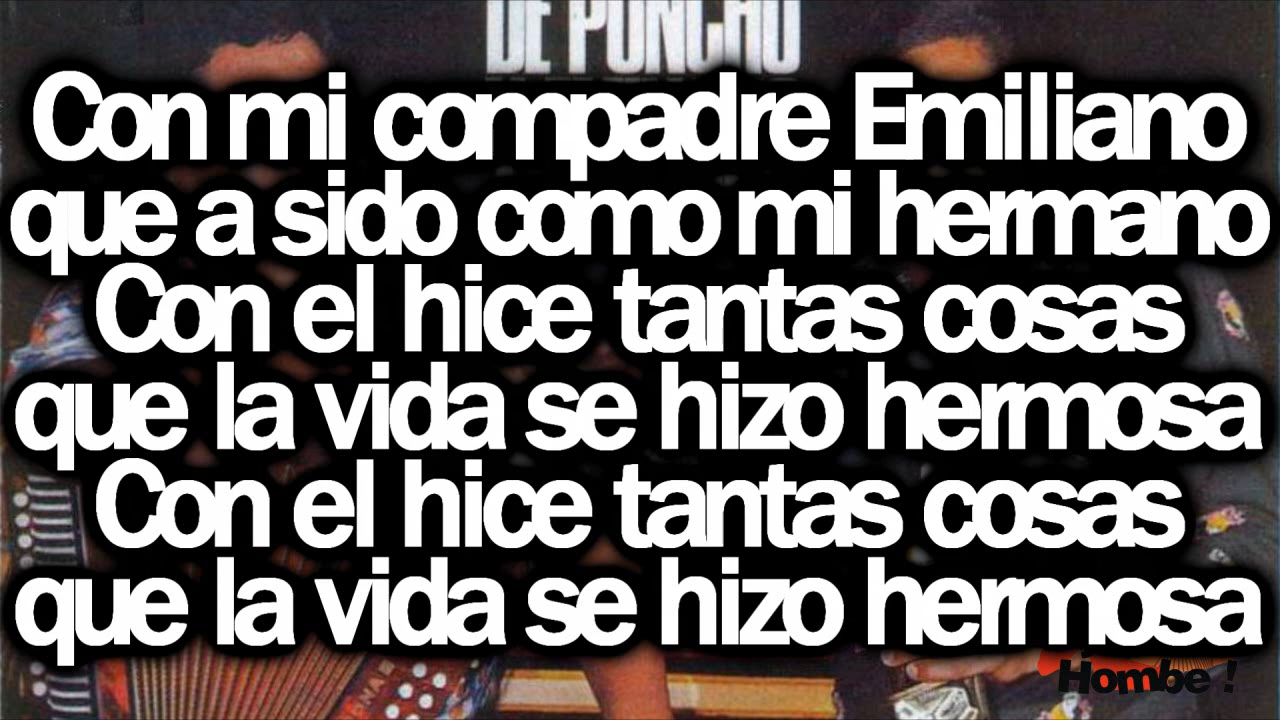 DE PONCHO
Con mi compadre Emiliano
que a sido como mi hermano
Con el hice tantas cosas
que la vida se hizo hermosa
Con el hice tantas cosas
que la vida se hizo hermosa
Hombe !